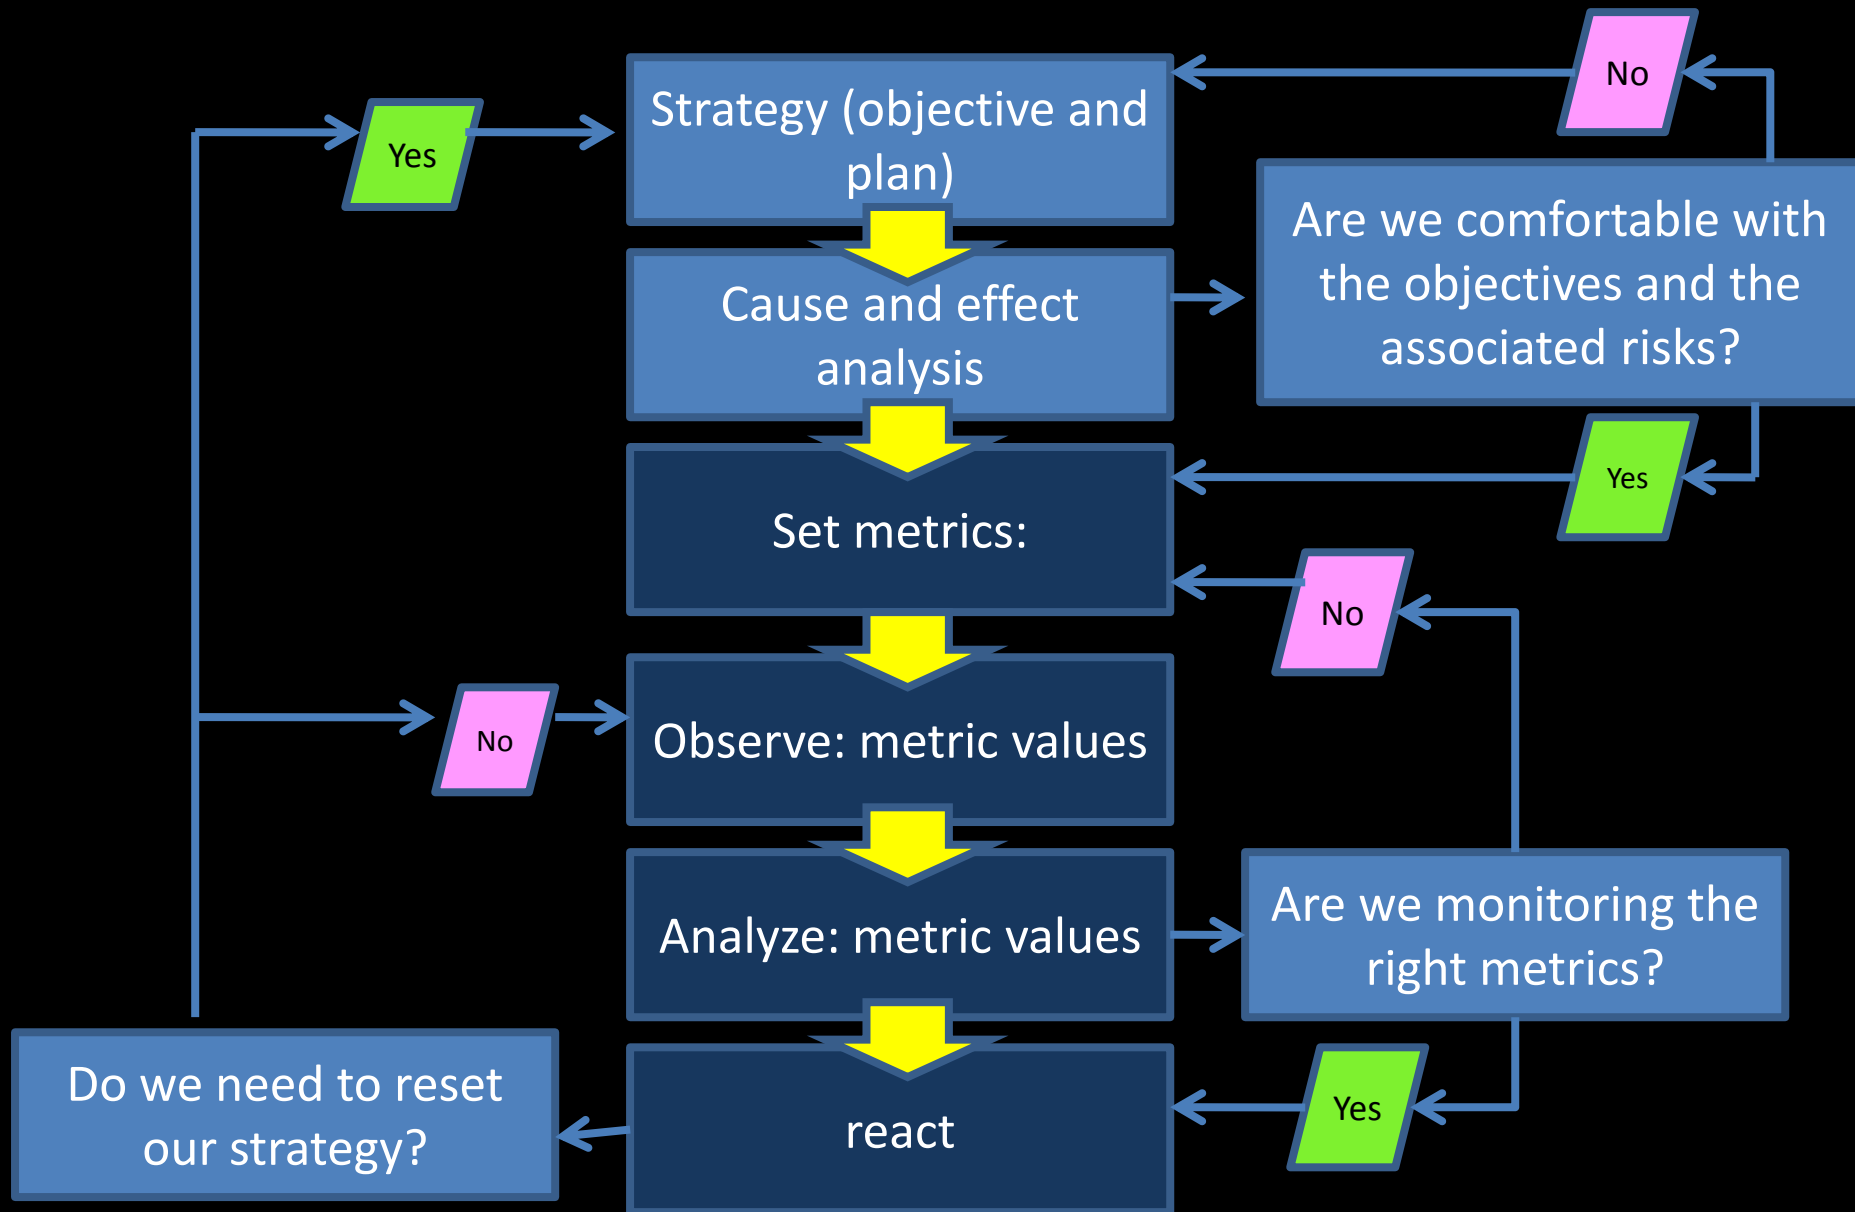 No
Strategy (objective and
plan)
Yes
Are we comfortable with
the objectives and the
associated risks?
Cause and effect
analysis
Yes
Set metrics:
No
No
Observe: metric values
Analyze: metric values
Are we monitoring the
right metrics?
Do we need to reset
our strategy?
react
Yes